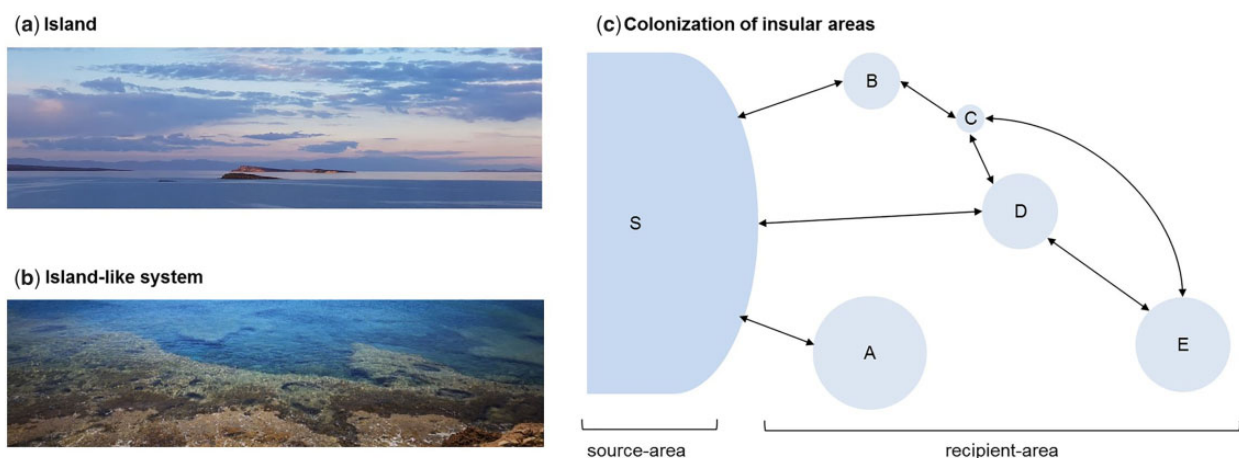 (a) Island
(b) Island-like system
(c) Colonization of insular areas
S
B
C
D
A
E
source-area
recipient-area